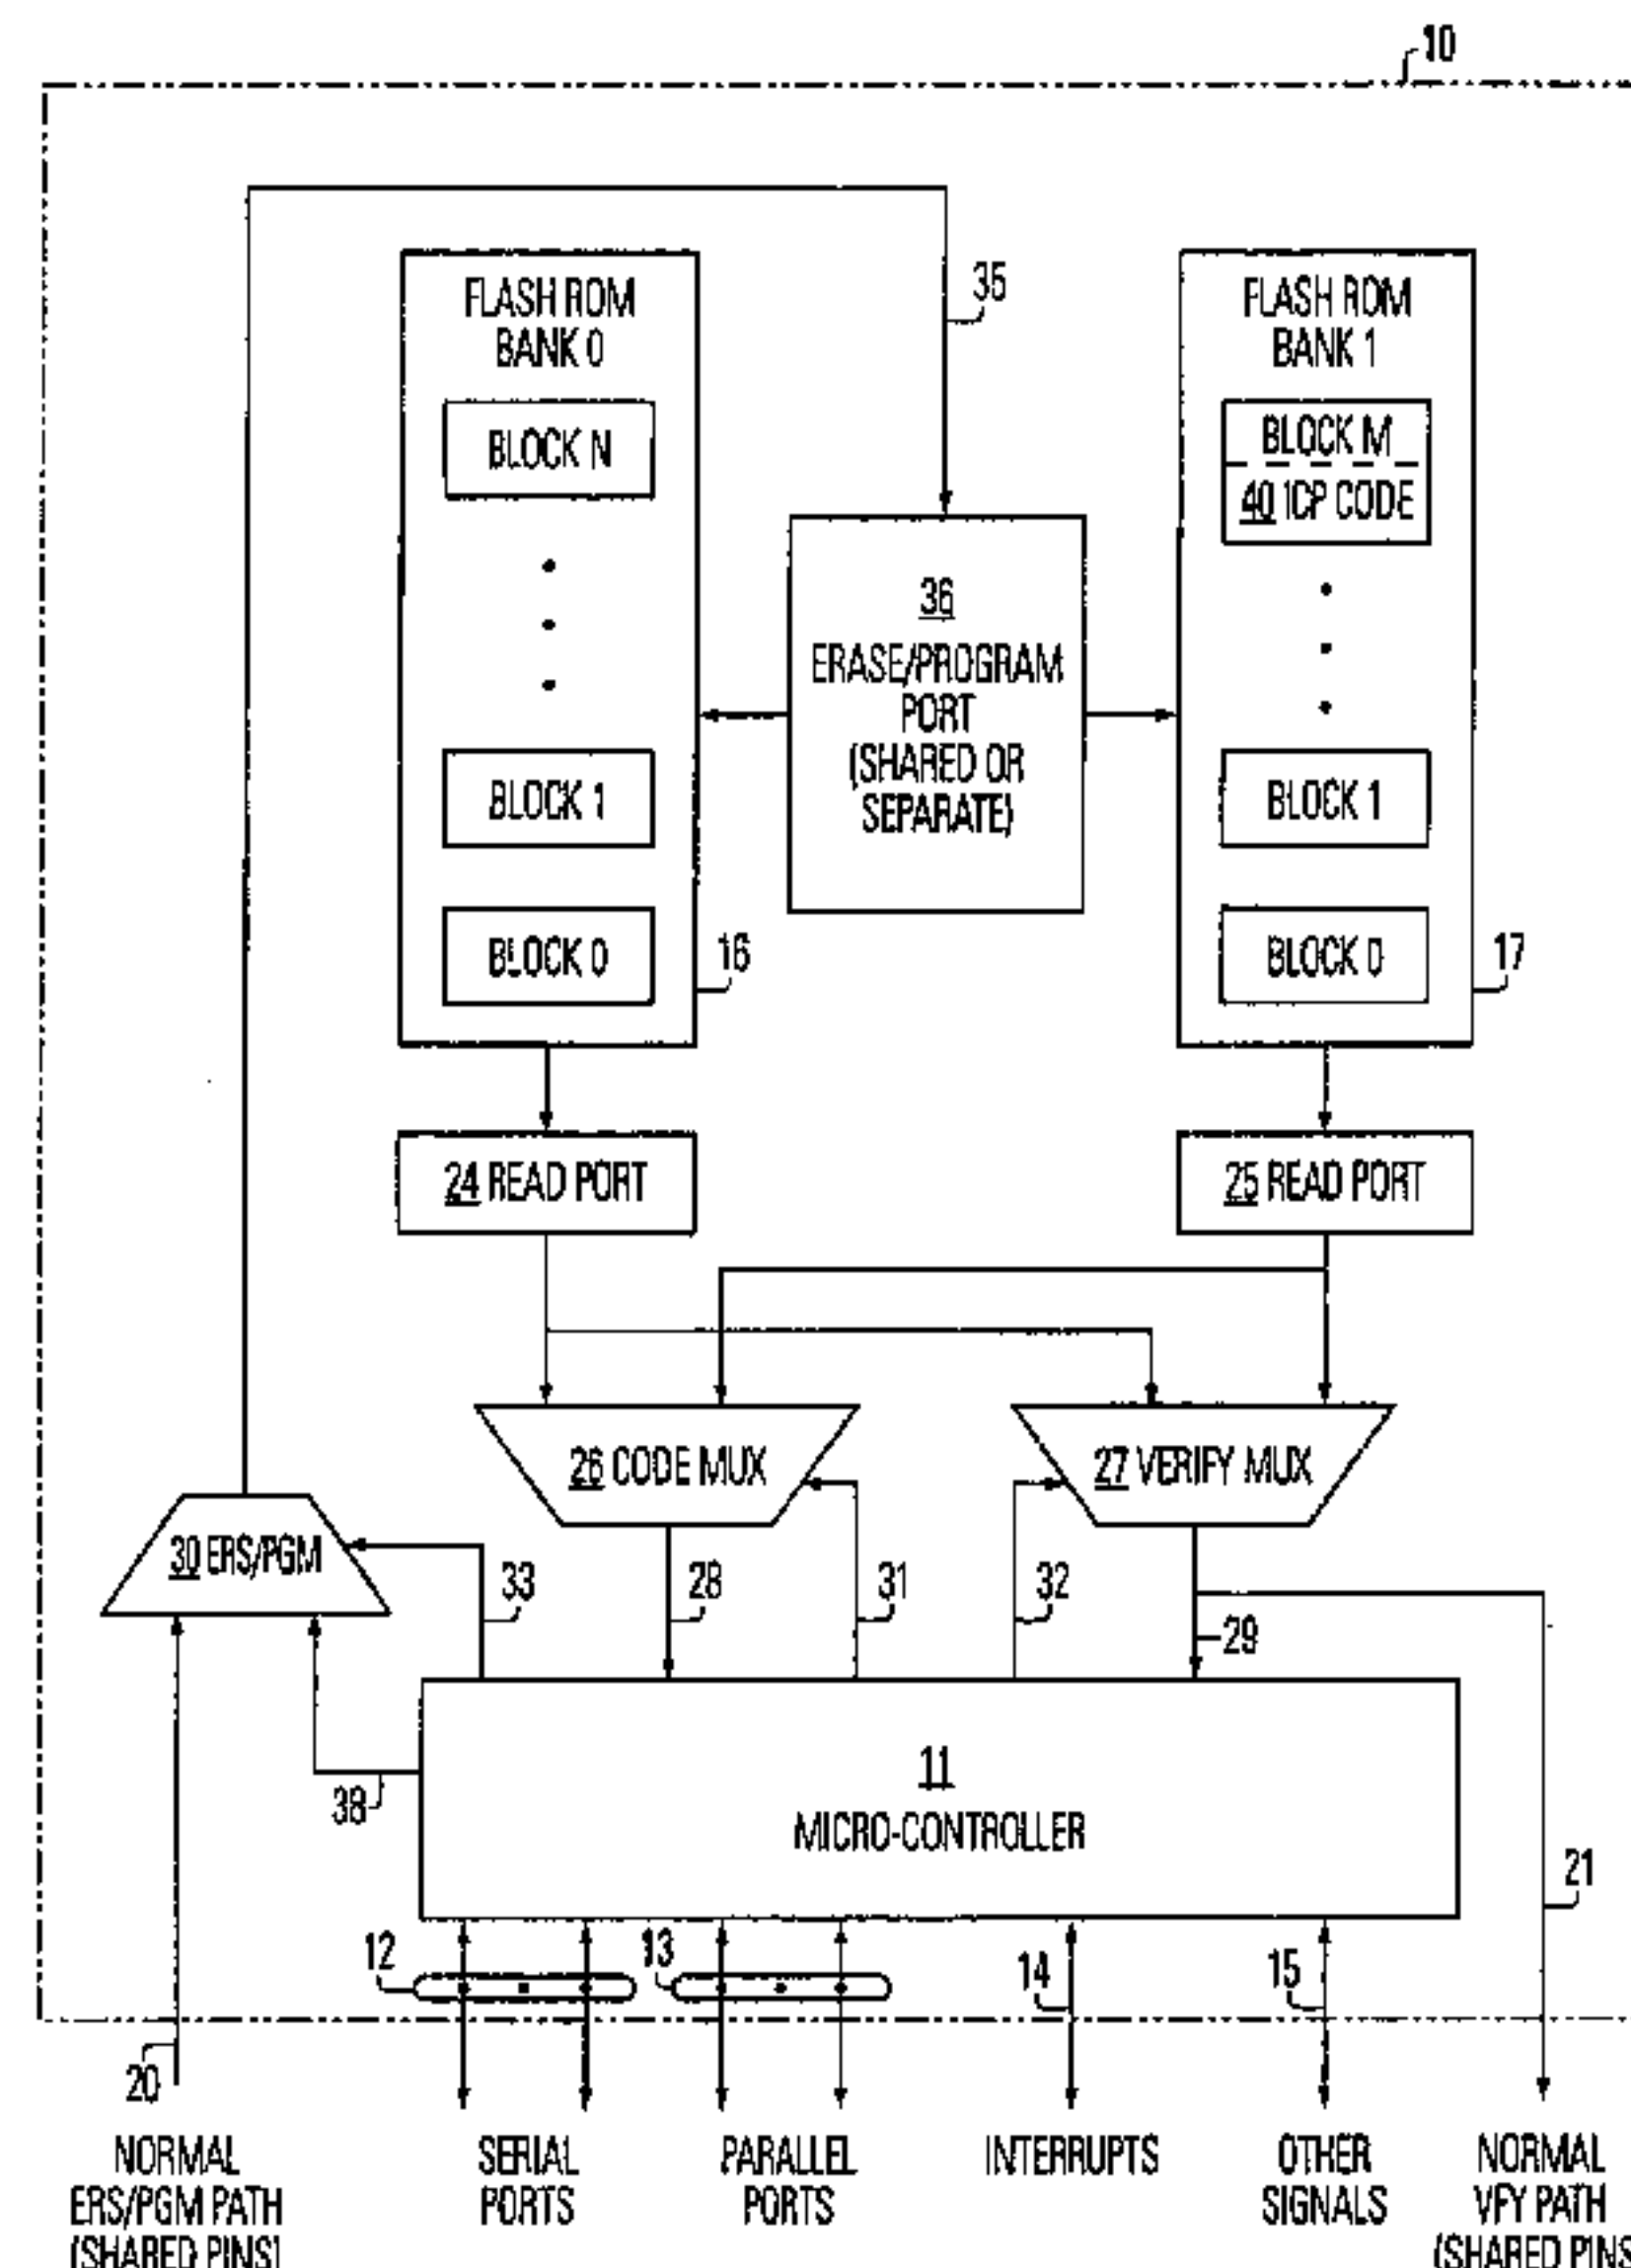 10
FLASH ROM
BANK 0
BLOCK N
BLOCK 1
BLOCK 0
16
35
36
ERASE/PROGRAM
PORT
(SHARED OR
SEPARATE)
FLASH ROM
BANK 1
BLOCK M
40 ICP CODE
BLOCK 1
BLOCK 0
17
24 READ PORT
25 READ PORT
26 CODE MUX
27 VERIFY MUX
30 ERS/PGM
33
28
31
32
29
38
11
MICRO-CONTROLLER
21
12
13
14
15
20
NORMAL
ERS/PGM PATH
(SHARED PINS)
SERIAL
PORTS
PARALLEL
PORTS
INTERRUPTS
OTHER
SIGNALS
NORMAL
VFY PATH
(SHARED PINS